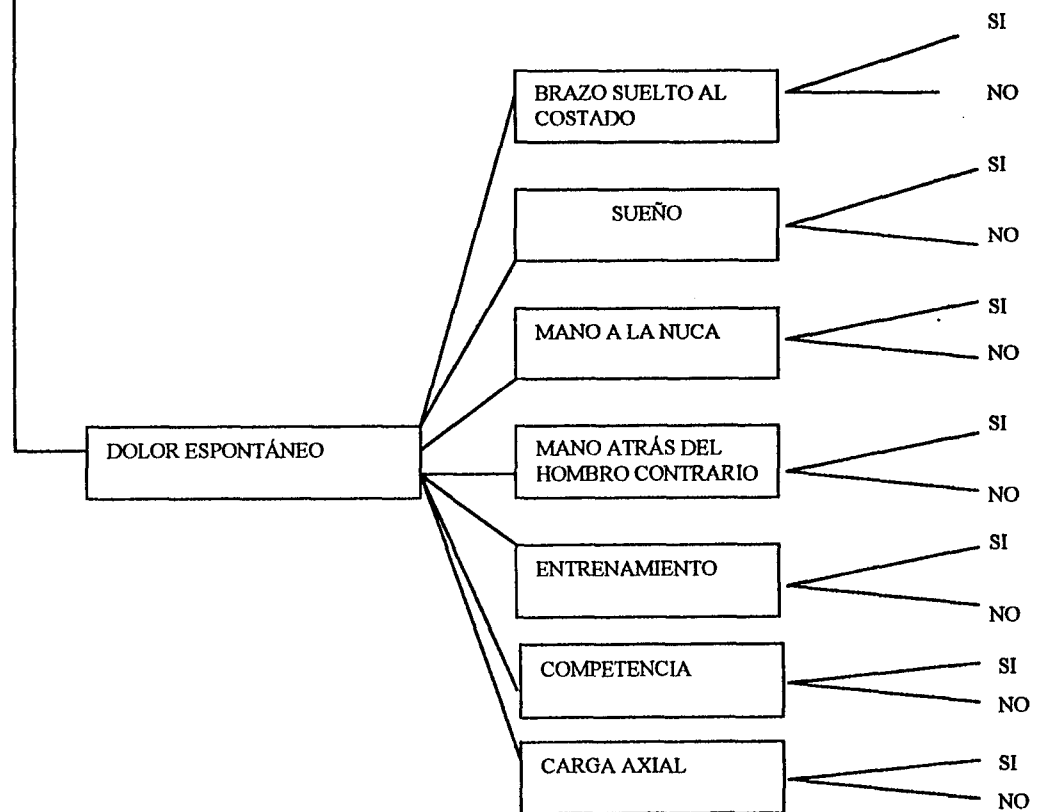 SI
BRAZO SUELTO AL
COSTADO
NO
SI
SUEÑO
NO
SI
MANO A LA NUCA
NO
DOLOR ESPONTÁNEO
SI
MANO ATRÁS DEL
HOMBRO CONTRARIO
NO
SI
ENTRENAMIENTO
NO
COMPETENCIA
SI
NO
CARGA AXIAL
SI
NO